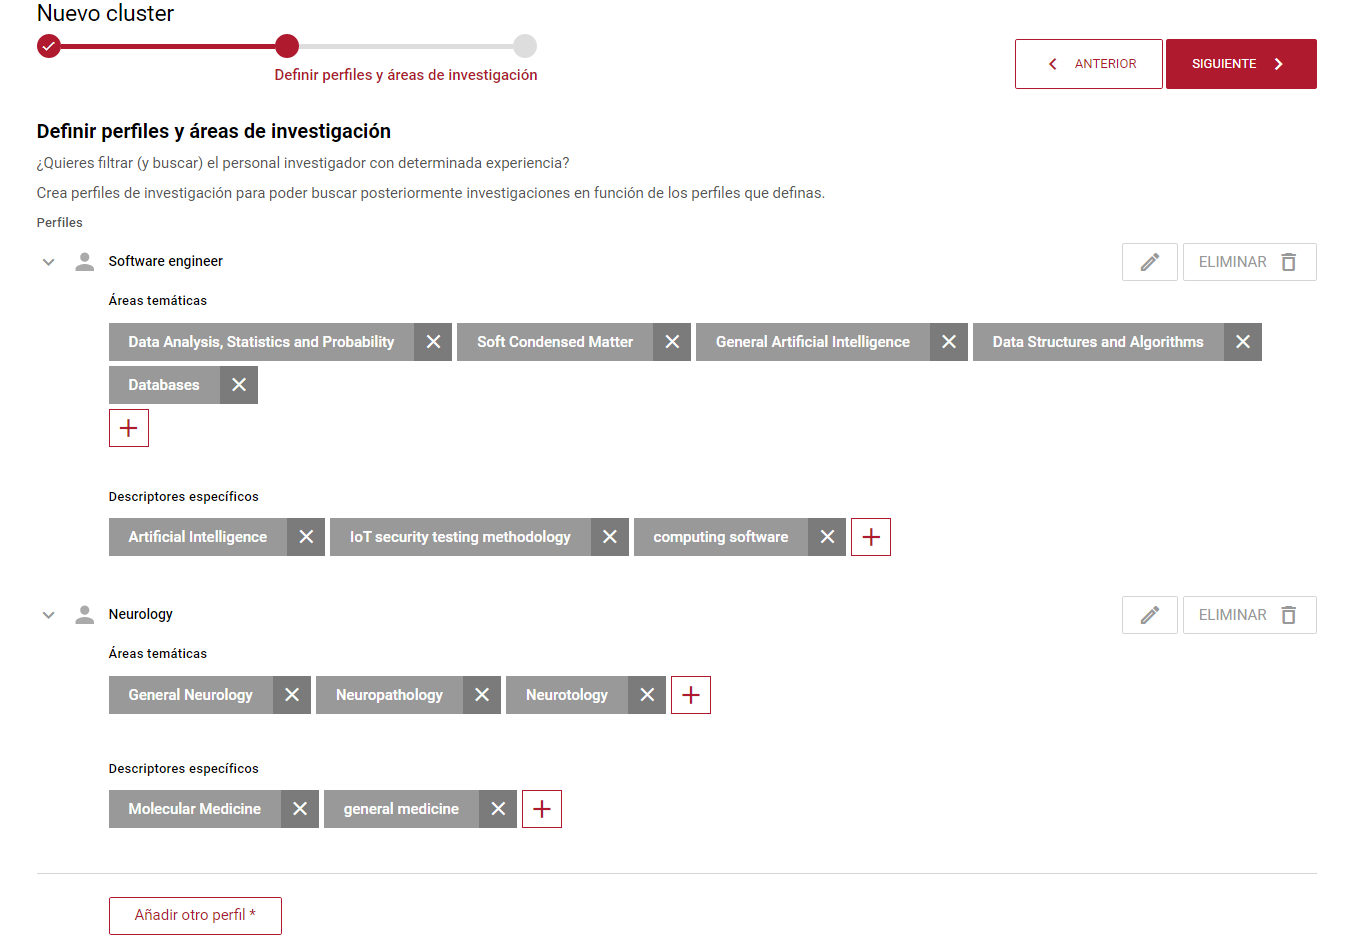 Nuevo cluster
Definir perfiles y áreas de investigación
ANTERIOR
SIGUIENTE
Definir perfiles y áreas de investigación
¿Quieres filtrar (y buscar) el personal investigador con determinada experiencia?
Crea perfiles de investigación para poder buscar posteriormente investigaciones en función de los perfiles que definas.
Perfiles
Software engineer
ELIMINAR
Áreas temáticas
Data Analysis, Statistics and Probability
Soft Condensed Matter
General Artificial Intelligence
Data Structures and Algorithms
Databases
Descriptores específicos
Artificial Intelligence
IoT security testing methodology
computing software
Neurology
ELIMINAR
Áreas temáticas
General Neurology
Neuropathology
Neurotology
Descriptores específicos
Molecular Medicine
general medicine
Añadir otro perfil *